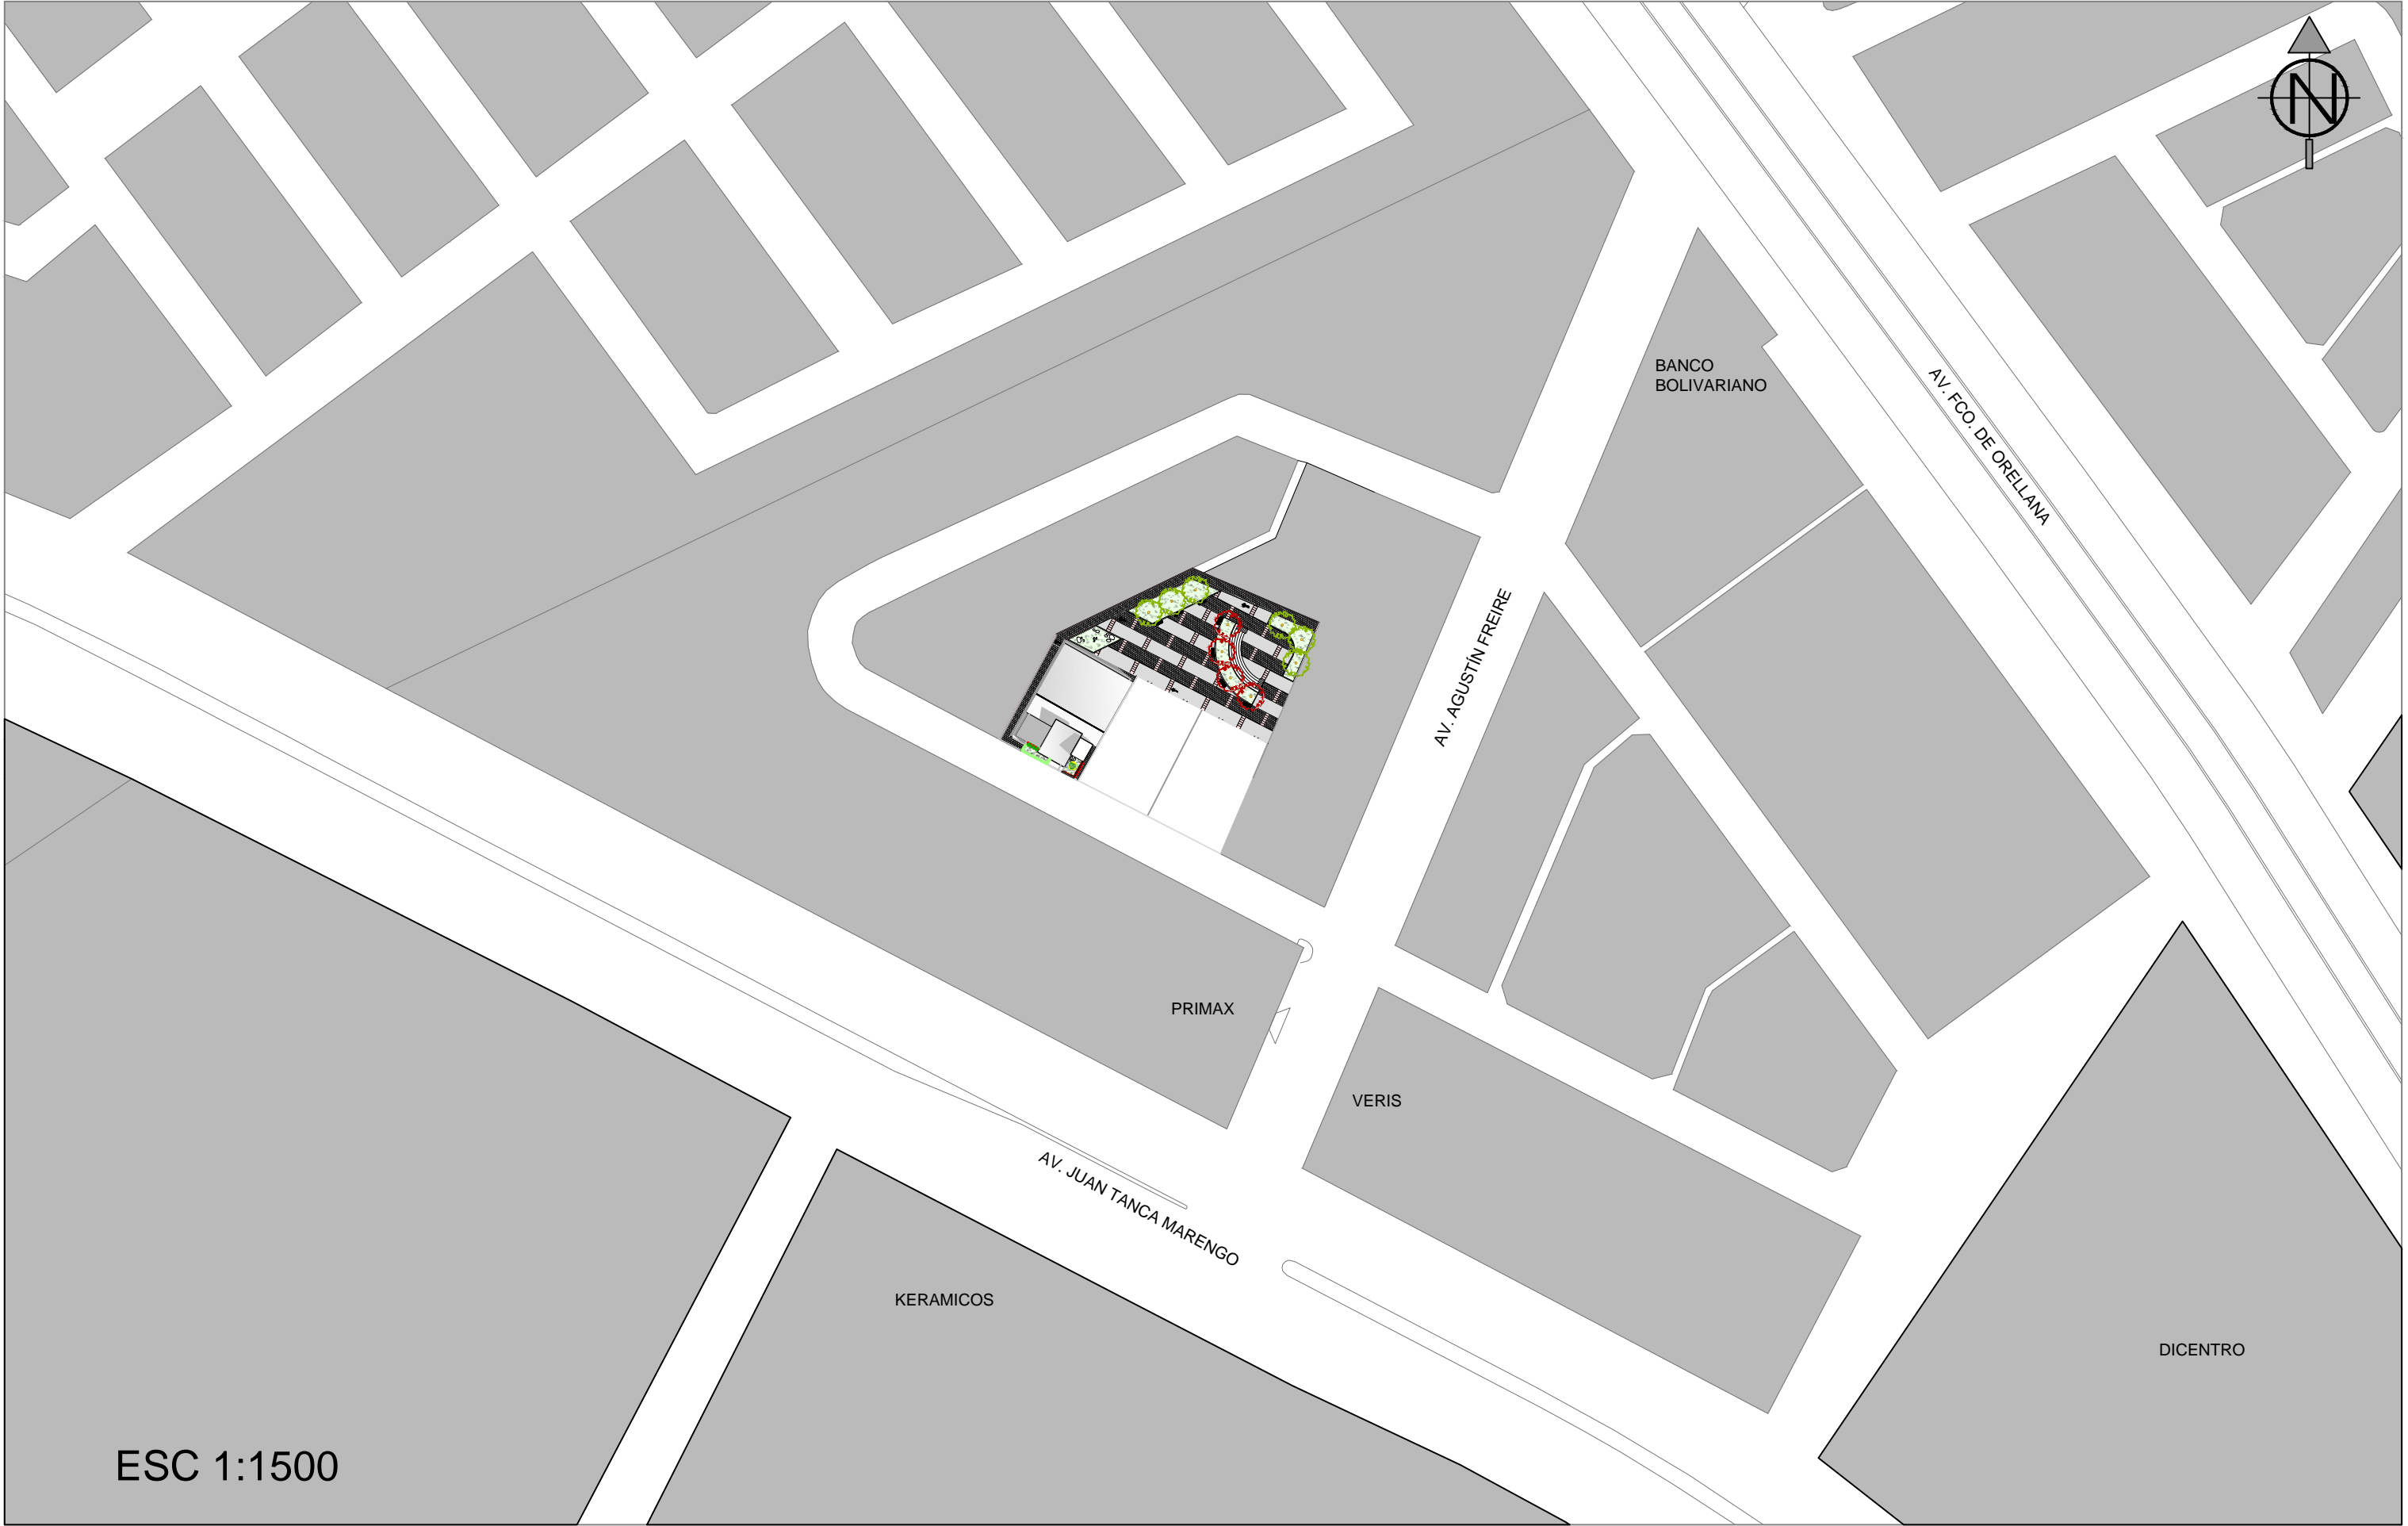 N
BANCO
BOLIVARIANO
AV. FCO. DE ORELLANA
AV. AGUSTÍN FREIRE
PRIMAX
VERIS
AV. JUAN TANCA MARENGO
KERAMICOS
DICENTRO
ESC 1:1500